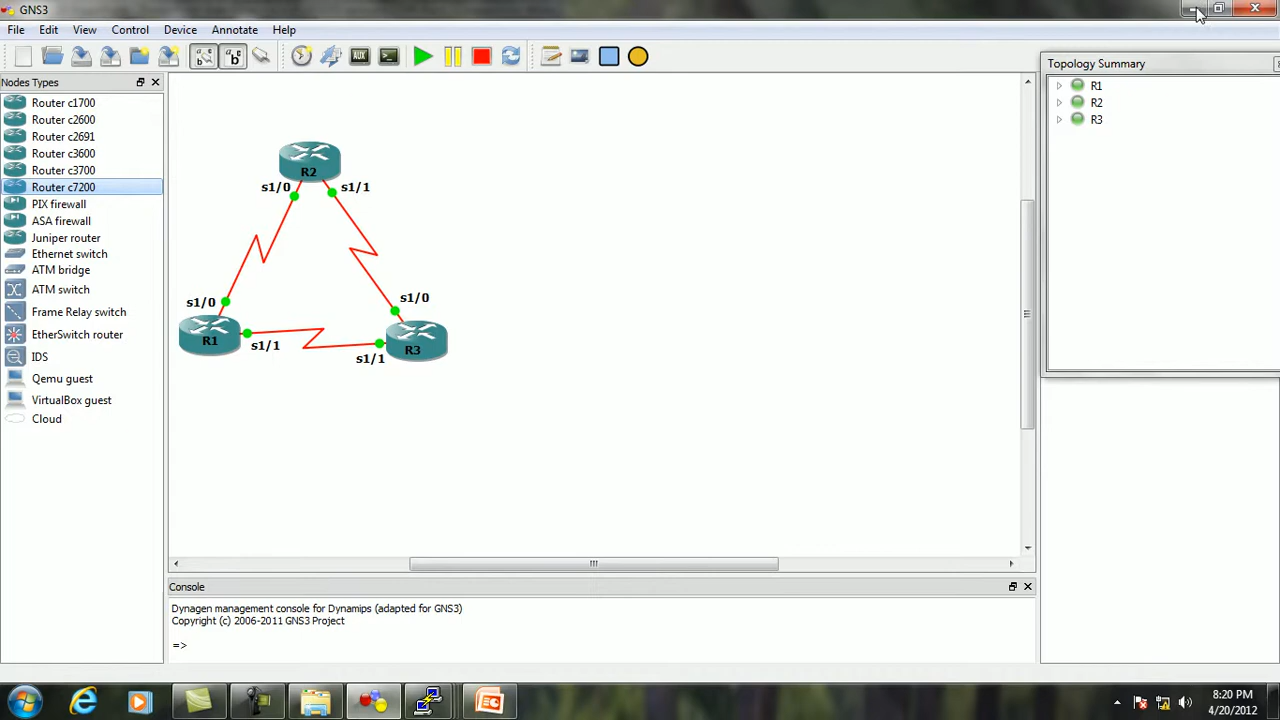 GNS3
File Edit View Control Device Annotate Help
AUX
Nodes Types
Router c1700
Router c2600
Router c2691
Router c3600
Router c3700
Router c7200
PIX firewall
ASA firewall
Juniper router
Ethernet switch
ATM bridge
ATM switch
Frame Relay switch
EtherSwitch router
IDS
Qemu guest
VirtualBox guest
Cloud
R2
s1/0 s1/1
s1/0 s1/0
R1 R3
s1/1 s1/1
Topology Summary
R1
R2
R3
Console
Dynagen management console for Dynamips (adapted for GNS3)
Copyright (c) 2006-2011 GNS3 Project
=>
8:20 PM
4/20/2012